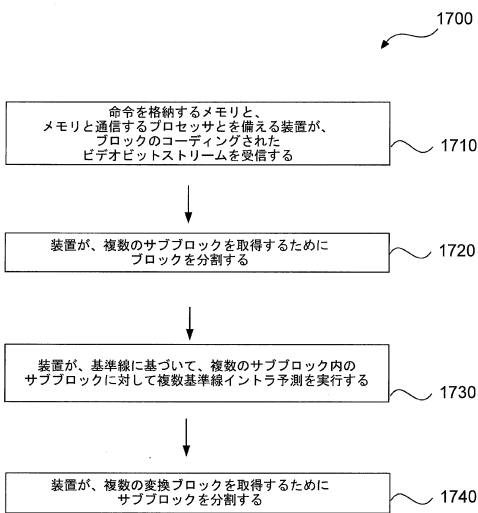 1700
命令を格納するメモリと、
メモリと通信するプロセッサとを備える装置が、
ブロックのコーディングされた
ビデオビットストリームを受信する
1710
装置が、複数のサブブロックを取得するために
ブロックを分割する
1720
装置が、基準線に基づいて、複数のサブブロック内の
サブブロックに対して複数基準線イントラ予測を実行する
1730
装置が、複数の変換ブロックを取得するために
サブブロックを分割する
1740